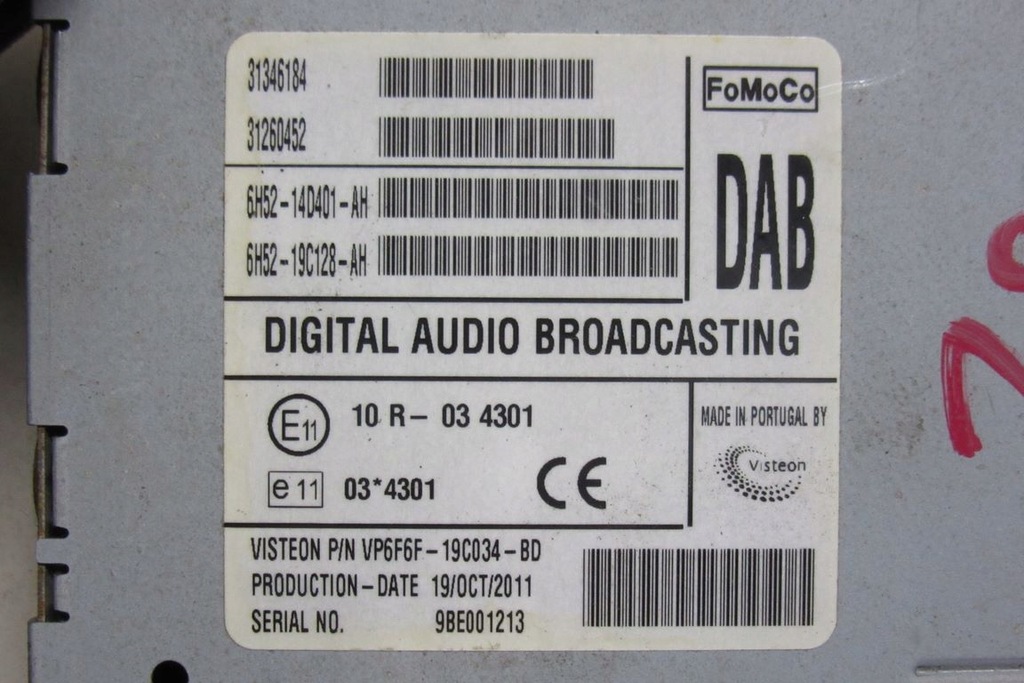 31346184
31260452
6H52-14D401-AH
6H52-19C128-AH
FoMoCo
DAB
DIGITAL AUDIO BROADCASTING
E11 10 R- 03 4301
e 11 03*4301
CE
MADE IN PORTUGAL BY
Visteon
VISTEON P/N VP6F6F-19C034-BD
PRODUCTION-DATE 19/OCT/2011
SERIAL NO. 9BE001213